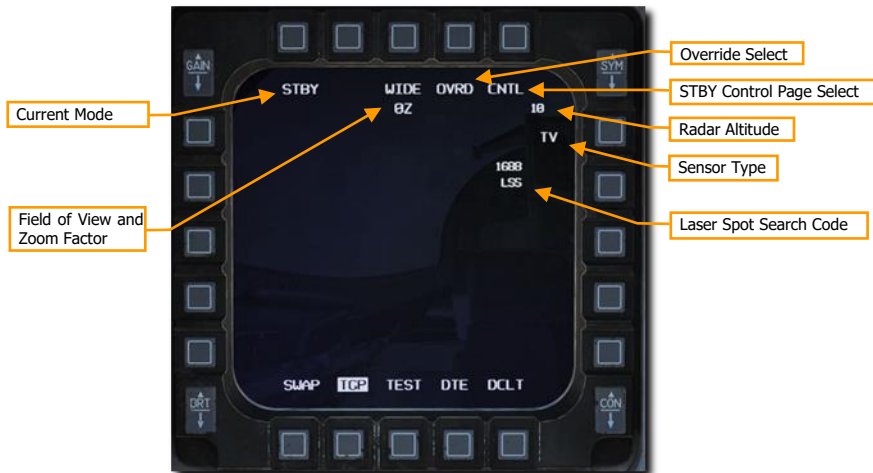 GAIN
SYM
STBY WIDE OVRD CNTL
0Z
10
TV
1688
LSS
SWAP TGP TEST DTE DCLT
BRT
CON
Current Mode
Field of View and
Zoom Factor
Override Select
STBY Control Page Select
Radar Altitude
Sensor Type
Laser Spot Search Code